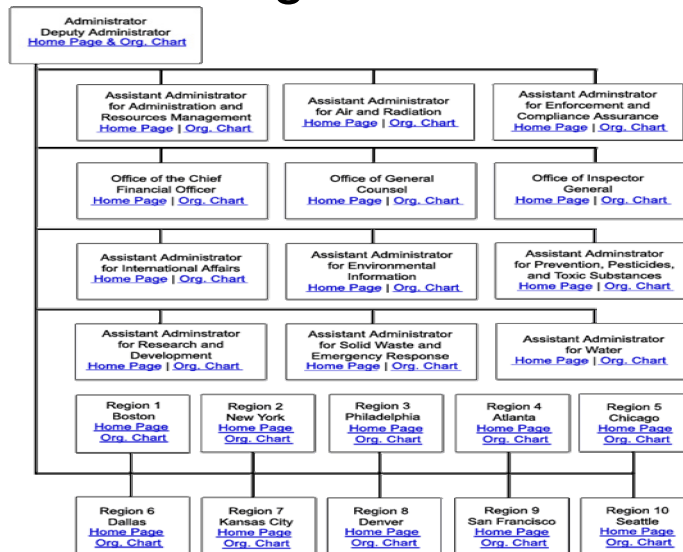 Administrator
Deputy Administrator
Home Page & Org. Chart
Assistant Administrator
for Administration and
Resources Management
Home Page | Org. Chart
Assistant Administrator
for Air and Radiation
Home Page | Org. Chart
Assistant Adminstrator
for Enforcement and
Compliance Assurance
Home Page | Org. Chart
Office of the Chief
Financial Officer
Home Page | Org. Chart
Office of General
Counsel
Home Page | Org. Chart
Office of Inspector
General
Home Page | Org. Chart
Assistant Administrator
for International Affairs
Home Page | Org. Chart
Assistant Administrator
for Environmental
Information
Home Page | Org. Chart
Assistant Adminstrator
for Prevention, Pesticides,
and Toxic Substances
Home Page | Org. Chart
Assistant Adminstrator
for Research and
Development
Home Page | Org. Chart
Assistant Administrator
for Solid Waste and
Emergency Response
Home Page | Org. Chart
Assistant Adminstrator
for Water
Home Page | Org. Chart
Region 1
Boston
Home Page
Org. Chart
Region 2
New York
Home Page
Org. Chart
Region 3
Philadelphia
Home Page
Org. Chart
Region 4
Atlanta
Home Page
Org. Chart
Region 5
Chicago
Home Page
Org. Chart
Region 6
Dallas
Home Page
Org. Chart
Region 7
Kansas City
Home Page
Org. Chart
Region 8
Denver
Home Page
Org. Chart
Region 9
San Francisco
Home Page
Org. Chart
Region 10
Seattle
Home Page
Org. Chart